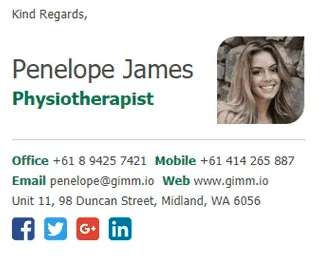 Kind Regards,
Penelope James
Physiotherapist
Office +61 8 9425 7421 Mobile +61 414 265 887
Email penelope@gimm.io Web www.gimm.io
Unit 11, 98 Duncan Street, Midland, WA 6056
f G+ in